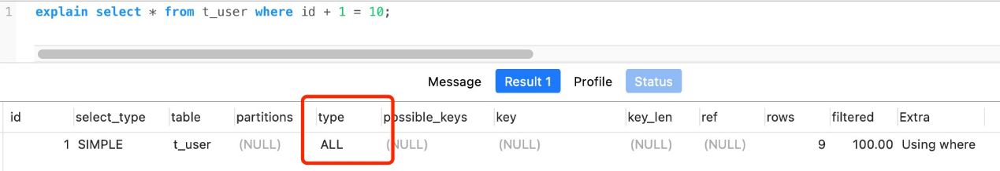 1 explain select * from t_user where id + 1 = 10;
Message Result 1 Profile Status
id select_type table partitions type possible_keys key key_len ref rows filtered Extra
1 SIMPLE t_user (NULL) ALL (NULL) (NULL) (NULL) (NULL) 9 100.00 Using where